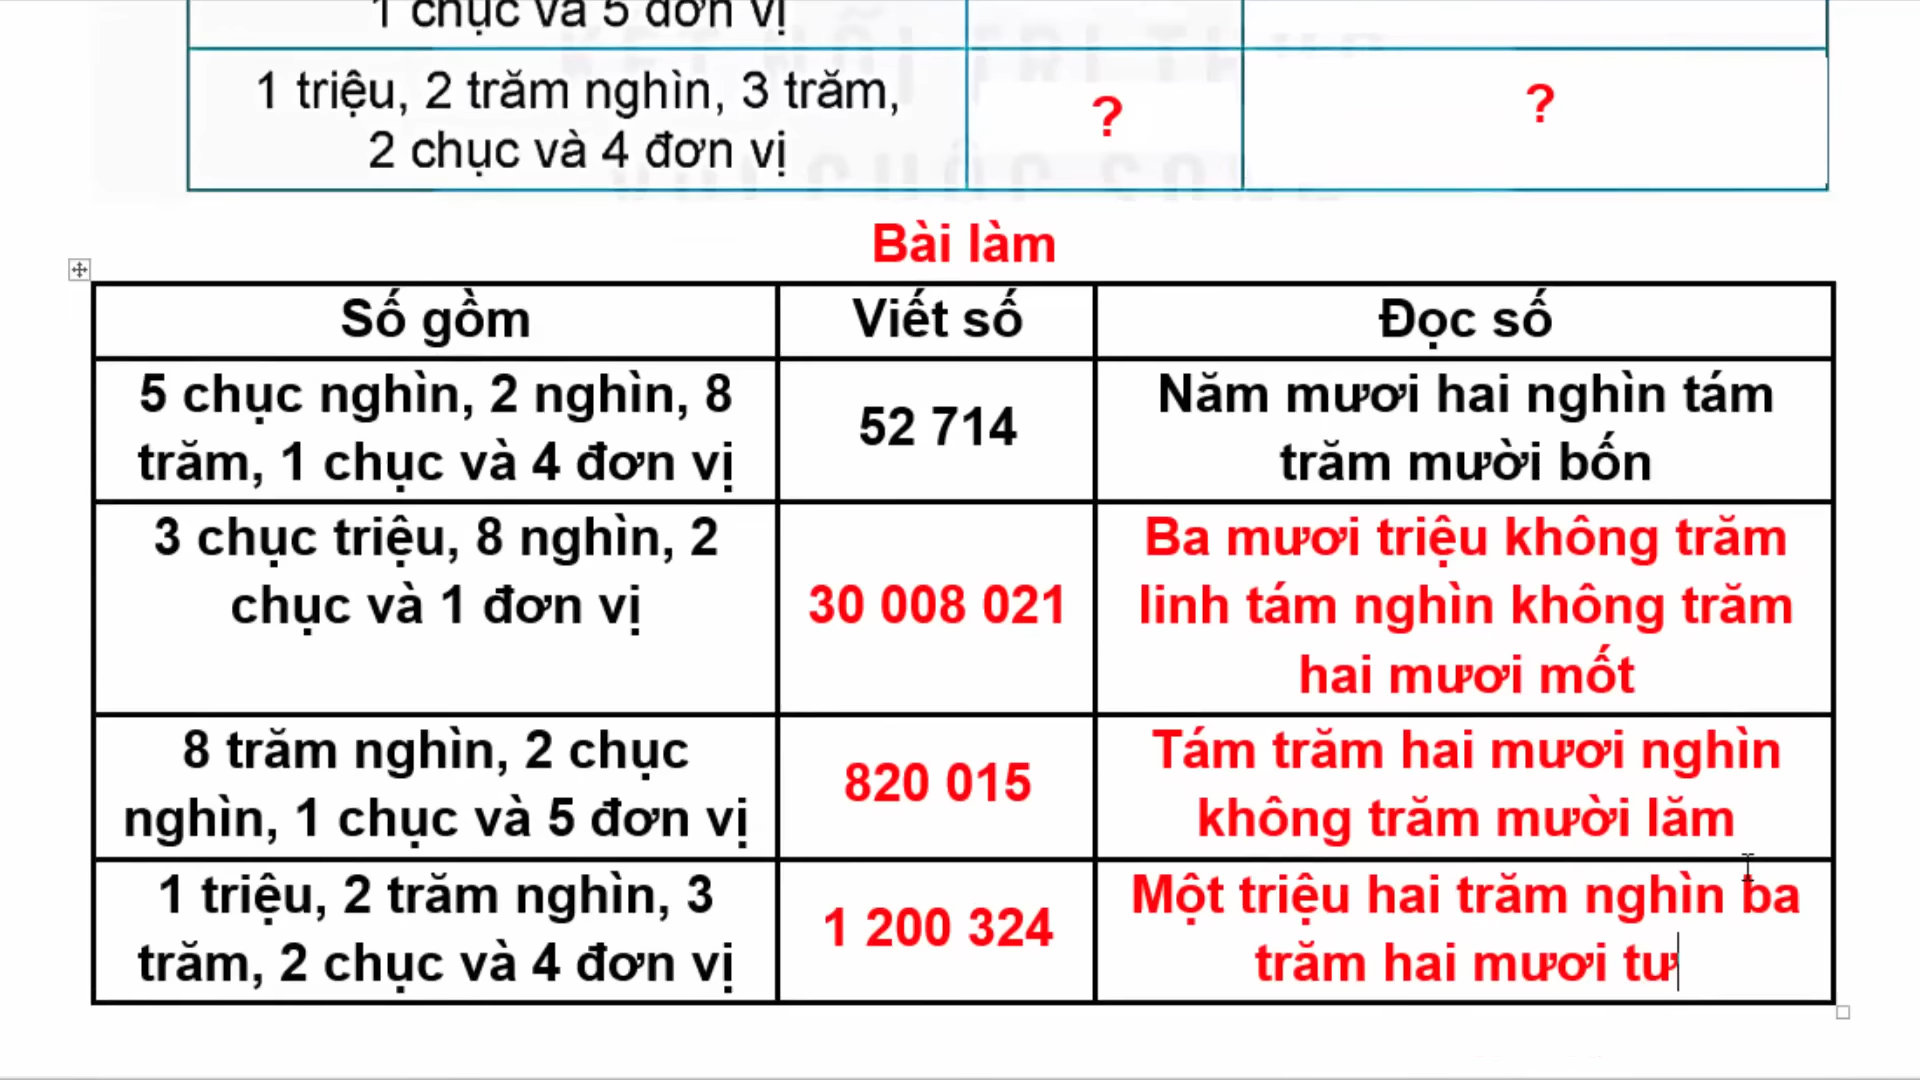 1 chục và 5 đơn vị
1 triệu, 2 trăm nghìn, 3 trăm,
2 chục và 4 đơn vị
?
?
Bài làm
Số gồm
Viết số
Đọc số
5 chục nghìn, 2 nghìn, 8
trăm, 1 chục và 4 đơn vị
52 714
Năm mươi hai nghìn tám
trăm mười bốn
3 chục triệu, 8 nghìn, 2
chục và 1 đơn vị
30 008 021
Ba mươi triệu không trăm
linh tám nghìn không trăm
hai mươi mốt
8 trăm nghìn, 2 chục
nghìn, 1 chục và 5 đơn vị
820 015
Tám trăm hai mươi nghìn
không trăm mười lăm
1 triệu, 2 trăm nghìn, 3
trăm, 2 chục và 4 đơn vị
1 200 324
Một triệu hai trăm nghìn ba
trăm hai mươi tư